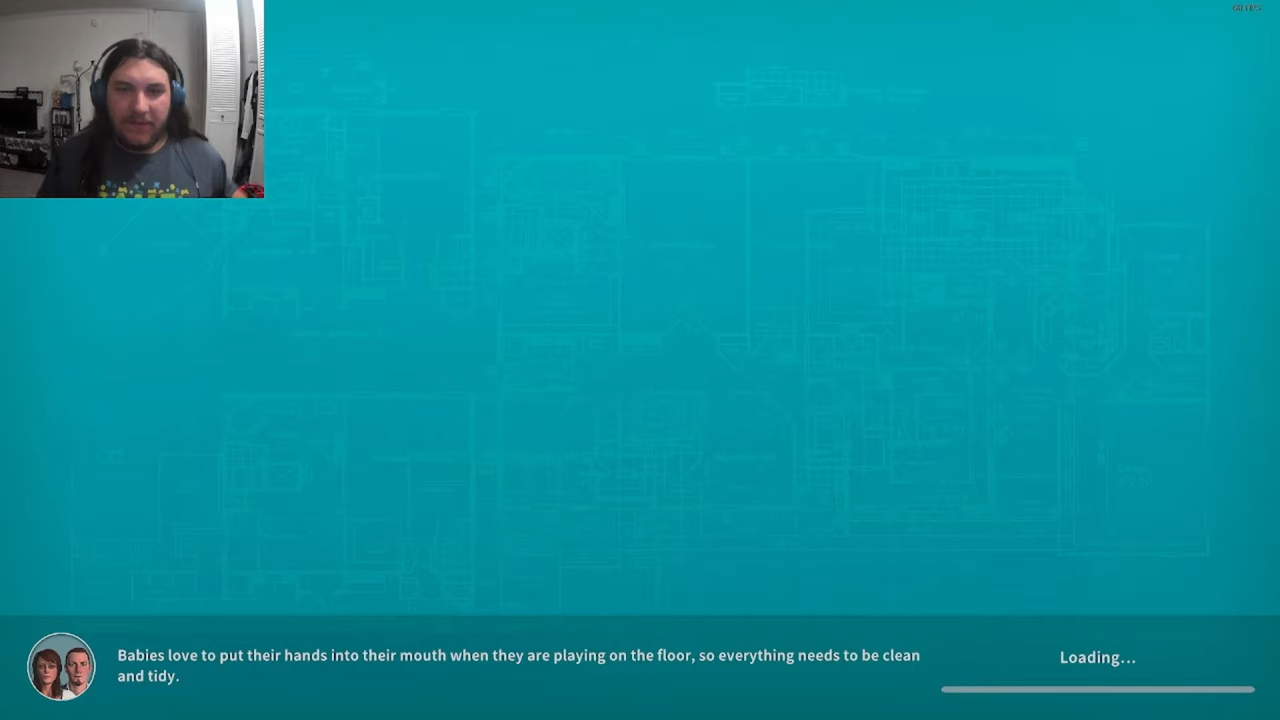 Babies love to put their hands into their mouth when they are playing on the floor, so everything needs to be clean
and tidy.
Loading...